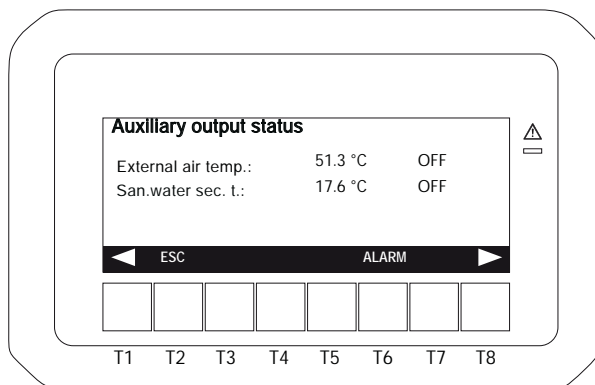 Auxiliary output status
External air temp.: 51.3 °C OFF
San.water sec. t.: 17.6 °C OFF
ESC ALARM
T1 T2 T3 T4 T5 T6 T7 T8